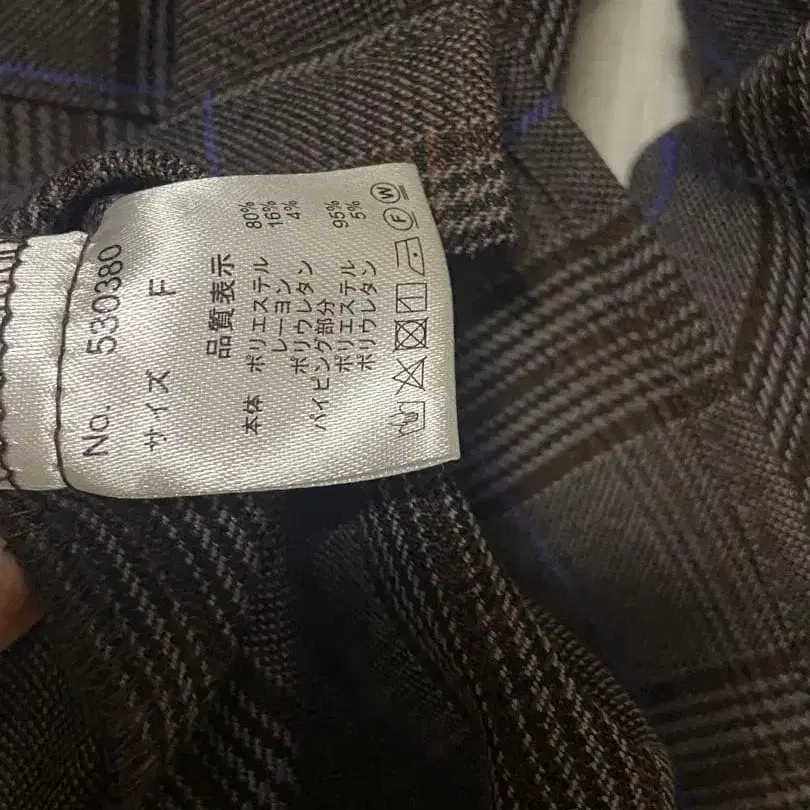 No. 530380
サイズ F
品質表示
本体 ポリエステル 80%
レーヨン 16%
ポリウレタン 4%
パイピング部分
ポリエステル 95%
ポリウレタン 5%
F W